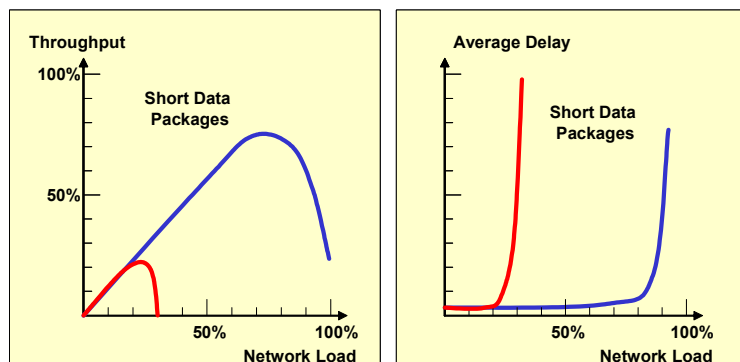 Throughput
100%
Short Data
Packages
50%
50%
100%
Network Load
Average Delay
Short Data
Packages
50%
100%
Network Load